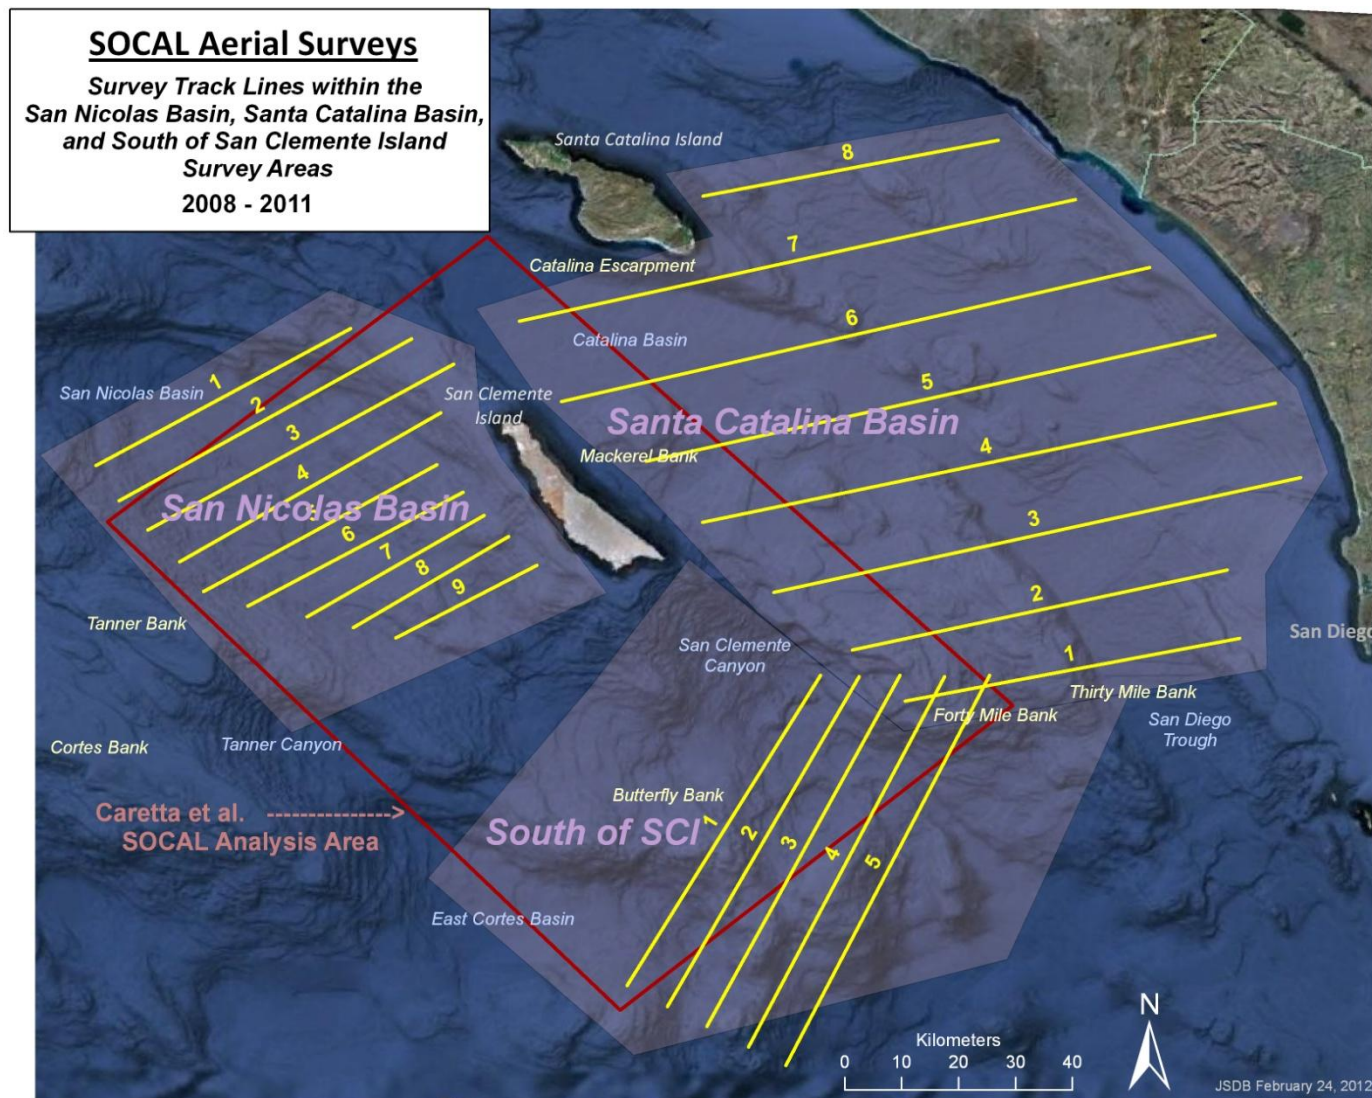 SOCAL Aerial Surveys
Survey Track Lines within the
San Nicolas Basin, Santa Catalina Basin,
and South of San Clemente Island
Survey Areas
2008 - 2011
Santa Catalina Island
8
7
Catalina Escarpment
6
Catalina Basin
5
Santa Catalina Basin
4
3
2
1
San Nicolas Basin
San Clemente
Island
Mackerel Bank
1
2
3
4
San Nicolas Basin
5
6
7
8
9
Tanner Bank
San Diego
San Clemente
Canyon
Thirty Mile Bank
Forty Mile Bank
San Diego
Trough
Cortes Bank
Tanner Canyon
Butterfly Bank
Caretta et al. --------------->
SOCAL Analysis Area
South of SCI
1
2
3
4
5
East Cortes Basin
N
Kilometers
0 10 20 30 40
JSDB February 24, 2012